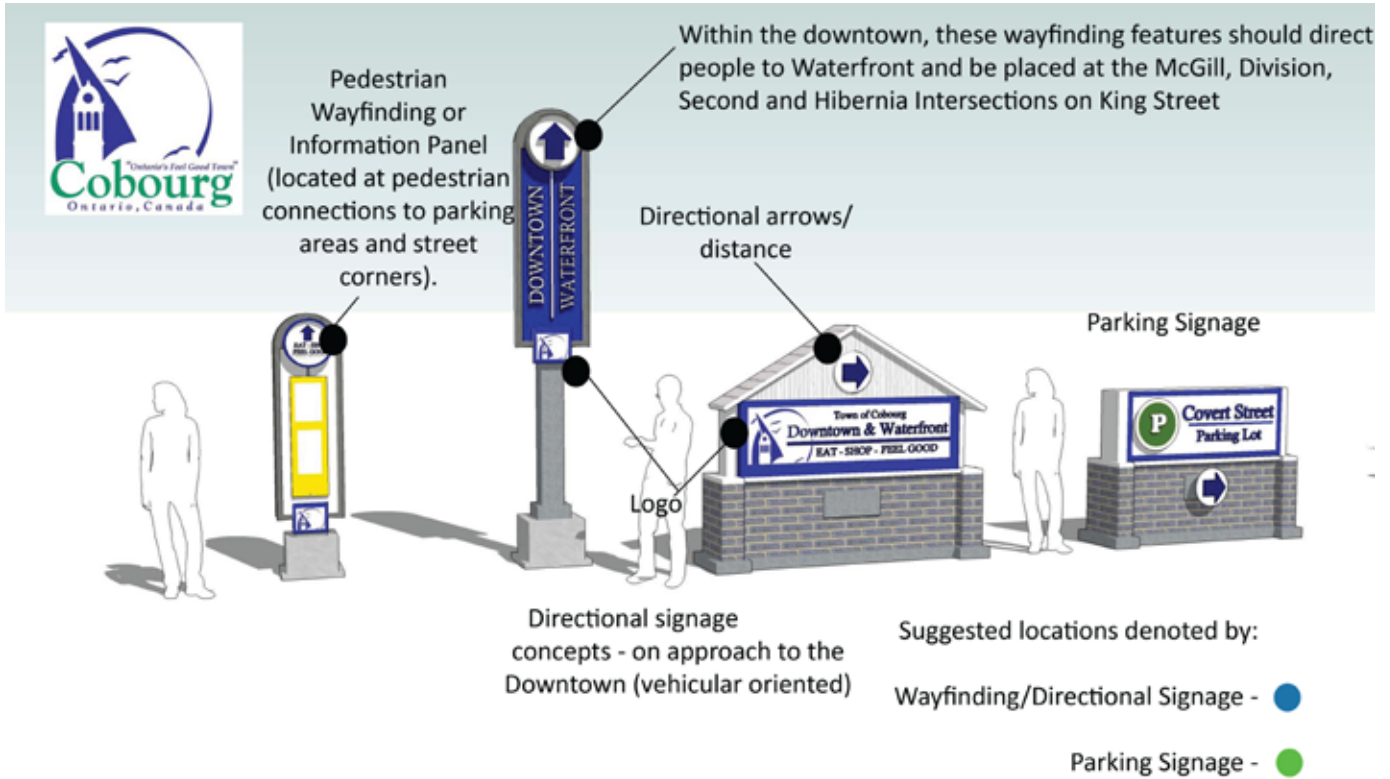 "Ontario's Feel Good Town"
Cobourg
Ontario, Canada
Pedestrian
Wayfinding or
Information Panel
(located at pedestrian
connections to parking
areas and street
corners).
Within the downtown, these wayfinding features should direct
people to Waterfront and be placed at the McGill, Division,
Second and Hibernia Intersections on King Street
Directional arrows/
distance
Parking Signage
EAT - SHOP
FEEL GOOD
DOWNTOWN
WATERFRONT
Logo
Town of Cobourg
Downtown & Waterfront
EAT - SHOP - FEEL GOOD
P
Covert Street
Parking Lot
Directional signage
concepts - on approach to the
Downtown (vehicular oriented)
Suggested locations denoted by:
Wayfinding/Directional Signage -
Parking Signage -